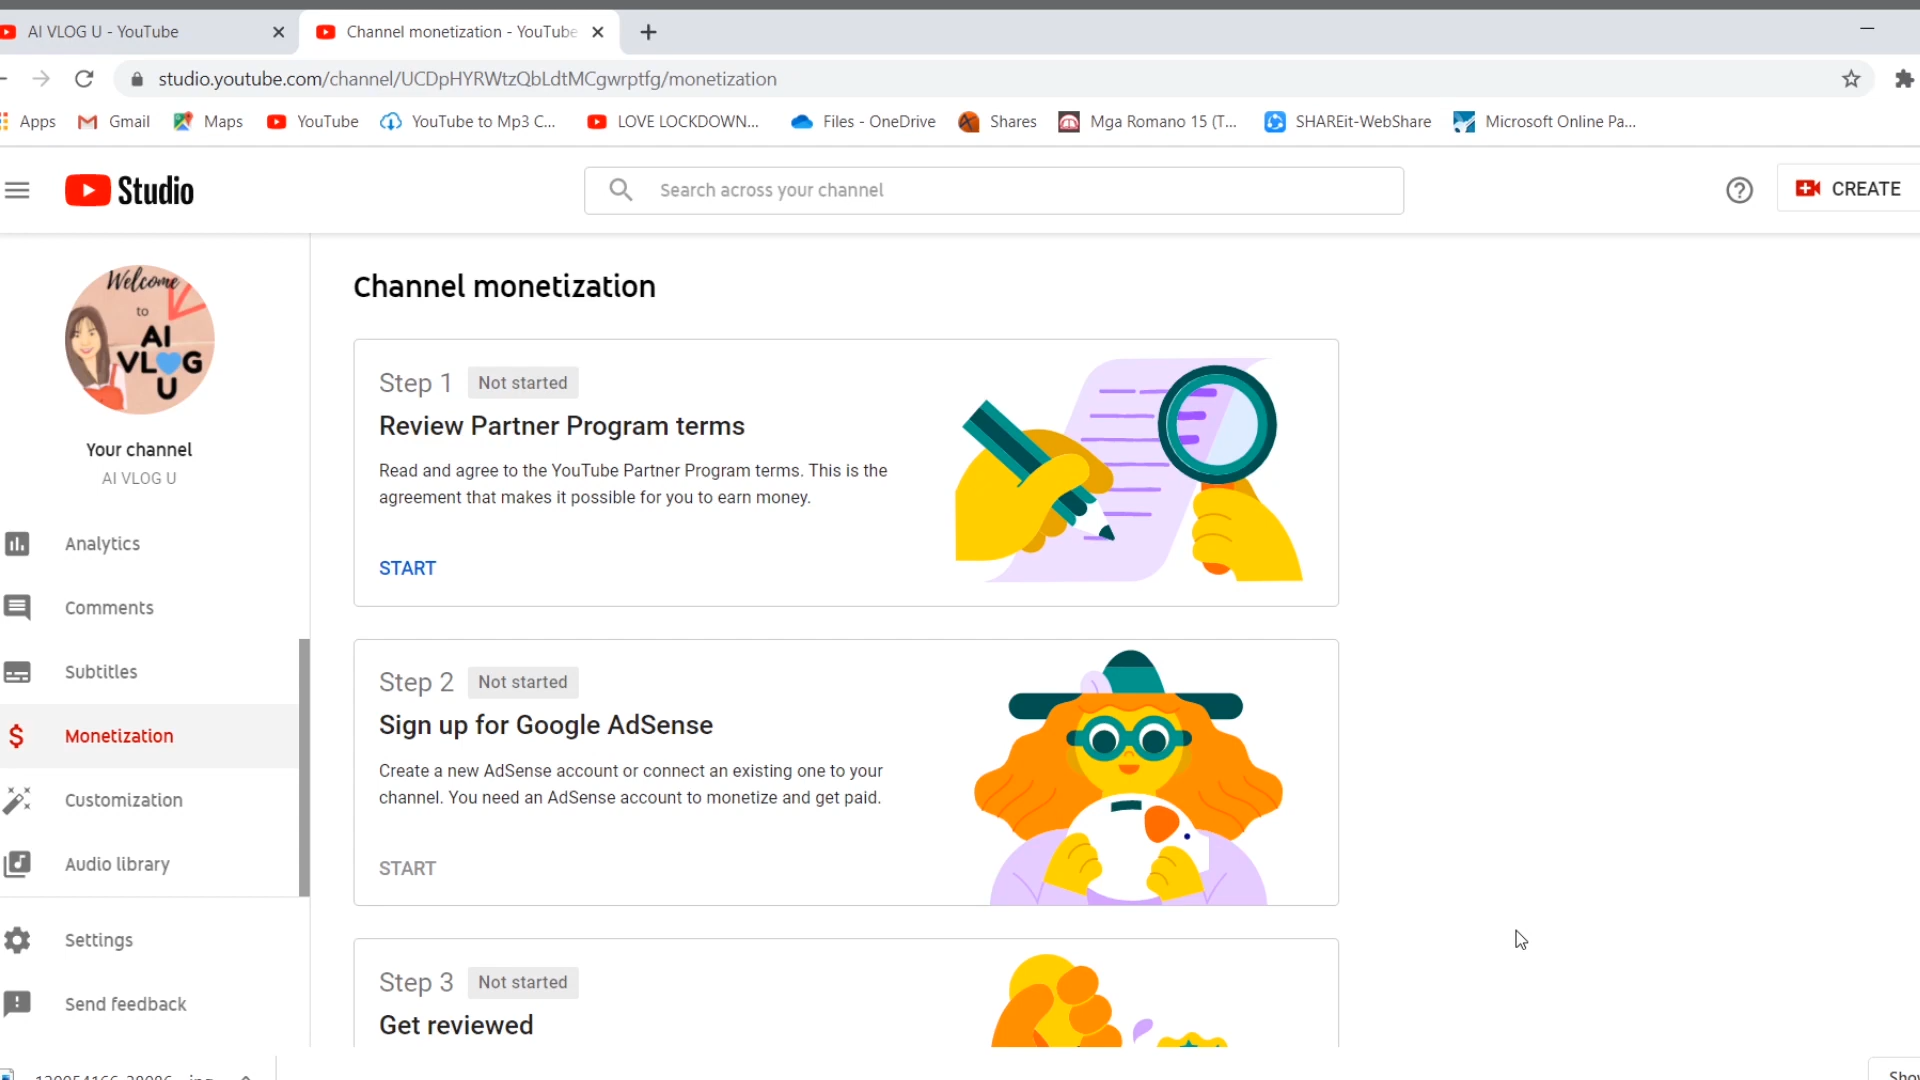 AI VLOG U - YouTube
Channel monetization - YouTube
studio.youtube.com/channel/UCDpHYRWtzQbLdtMCgwrptfg/monetization
Apps Gmail Maps YouTube YouTube to Mp3 C... LOVE LOCKDOWN... Files - OneDrive Shares Mga Romano 15 (T... SHAREit-WebShare Microsoft Online Pa...
Studio
Search across your channel
CREATE
Welcome
to
AI
VLOG
U
Your channel
AI VLOG U
Analytics
Comments
Subtitles
Monetization
Customization
Audio library
Settings
Send feedback
Channel monetization
Step 1 Not started
Review Partner Program terms
Read and agree to the YouTube Partner Program terms. This is the
agreement that makes it possible for you to earn money.
START
Step 2 Not started
Sign up for Google AdSense
Create a new AdSense account or connect an existing one to your
channel. You need an AdSense account to monetize and get paid.
START
Step 3 Not started
Get reviewed